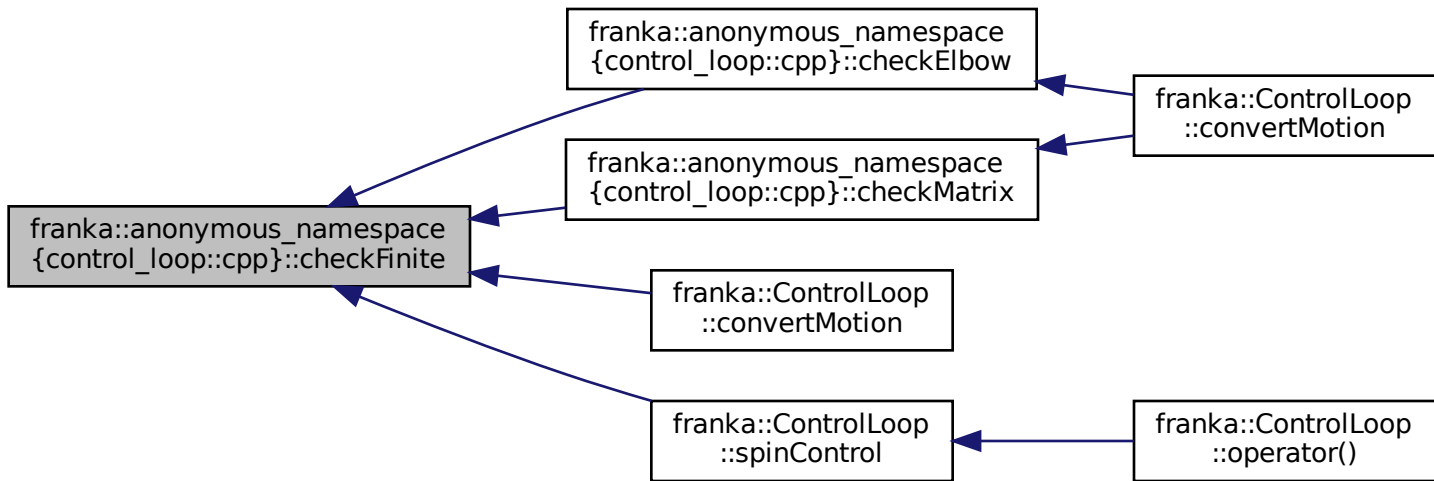 franka::anonymous_namespace
{control_loop::cpp}::checkElbow
franka::ControlLoop
::convertMotion
franka::anonymous_namespace
{control_loop::cpp}::checkMatrix
franka::anonymous_namespace
{control_loop::cpp}::checkFinite
franka::ControlLoop
::convertMotion
franka::ControlLoop
::spinControl
franka::ControlLoop
::operator()